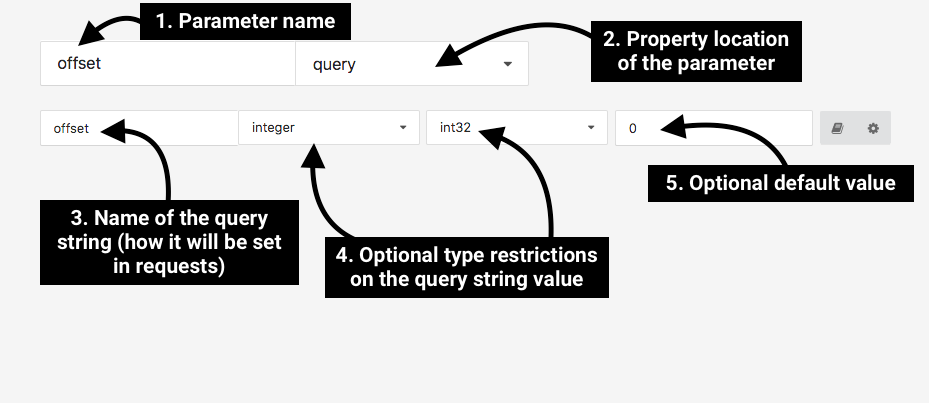 1. Parameter name
2. Property location
of the parameter
offset
query
offset
integer
int32
0
3. Name of the query
string (how it will be set
in requests)
4. Optional type restrictions
on the query string value
5. Optional default value